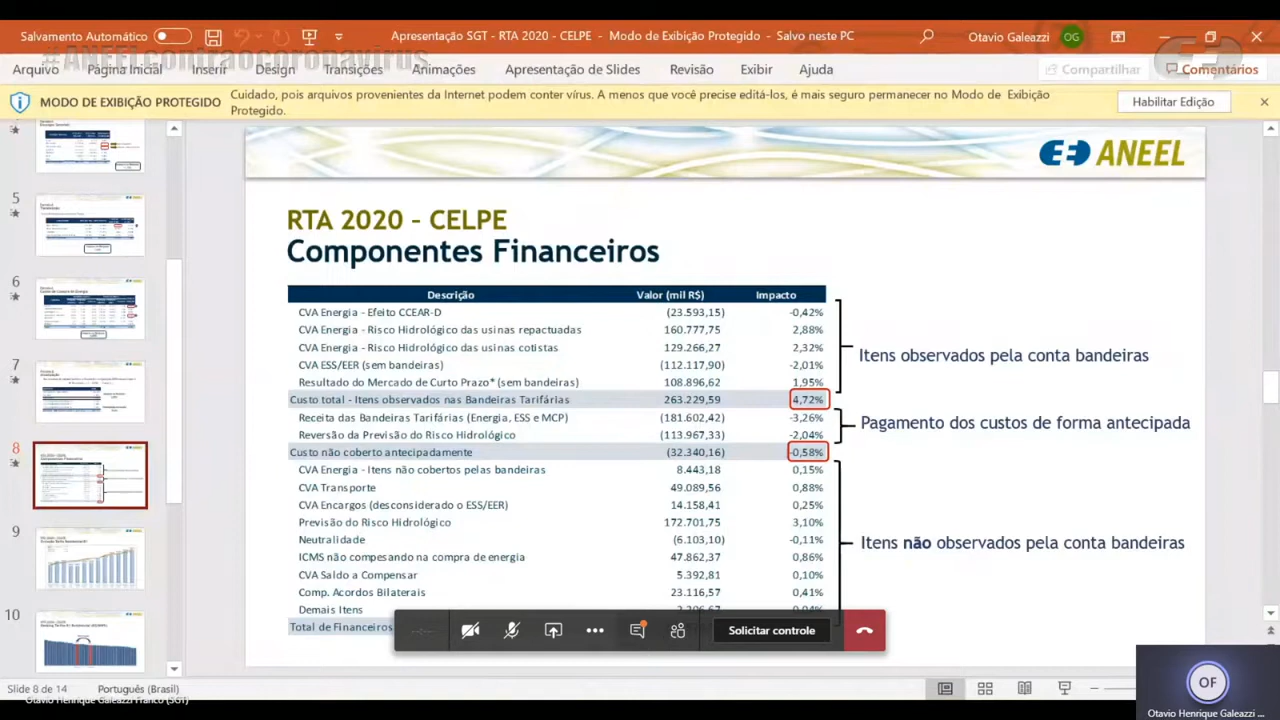 Salvamento Automático
Apresentação SGT - RTA 2020 - CELPE - Modo de Exibição Protegido - Salvo neste PC
Otavio Galeazzi
OG
#ANEELcontraocoronavirus
Arquivo Página Inicial Inserir Design Transições Animações Apresentação de Slides Revisão Exibir Ajuda
Compartilhar
Comentários
MODO DE EXIBIÇÃO PROTEGIDO
Cuidado, pois arquivos provenientes da Internet podem conter vírus. A menos que você precise editá-los, é mais seguro permanecer no Modo de Exibição
Protegido.
Habilitar Edição
5
6
7
8
9
10
ANEEL
RTA 2020 – CELPE
Componentes Financeiros
Descrição Valor (mil R$) Impacto
CVA Energia - Efeito CCEAR-D (23.593,15) -0,42%
CVA Energia - Risco Hidrológico das usinas repactuadas 160.777,75 2,88%
CVA Energia - Risco Hidrológico das usinas cotistas 129.266,27 2,32%
CVA ESS/EER (sem bandeiras) (112.117,90) -2,01%
Resultado do Mercado de Curto Prazo* (sem bandeiras) 108.896,62 1,95%
Custo total - Itens observados nas Bandeiras Tarifárias 263.229,59 4,72%
Receita das Bandeiras Tarifárias (Energia, ESS e MCP) (181.602,42) -3,26%
Reversão da Previsão do Risco Hidrológico (113.967,33) -2,04%
Custo não coberto antecipadamente (32.340,16) -0,58%
CVA Energia - Itens não cobertos pelas bandeiras 8.443,18 0,15%
CVA Transporte 49.089,56 0,88%
CVA Encargos (desconsiderado o ESS/EER) 14.158,41 0,25%
Previsão do Risco Hidrológico 172.701,75 3,10%
Neutralidade (6.103,10) -0,11%
ICMS não compesando na compra de energia 47.862,37 0,86%
CVA Saldo a Compensar 5.392,81 0,10%
Comp. Acordos Bilaterais 23.116,57 0,41%
Demais Itens
Total de Financeiros
Itens observados pela conta bandeiras
Pagamento dos custos de forma antecipada
Itens não observados pela conta bandeiras
Solicitar controle
Slide 8 de 14 Português (Brasil)
Otavio Henrique Galeazzi Franco (SGT)
OF
Otavio Henrique Galeazzi ...